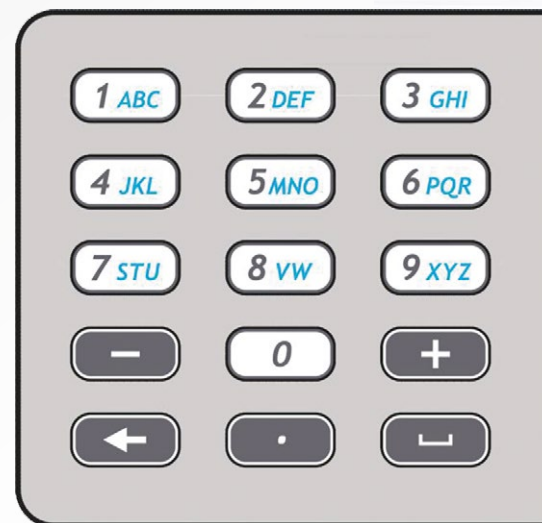 1 ABC 2 DEF 3 GHI
4 JKL 5 MNO 6 PQR
7 STU 8 VW 9 XYZ
- 0 +
← . ⎵